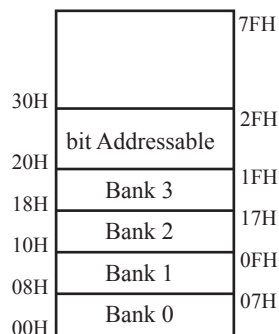 7FH
30H
2FH
bit Addressable
20H
1FH
Bank 3
18H
17H
Bank 2
10H
0FH
Bank 1
08H
07H
Bank 0
00H